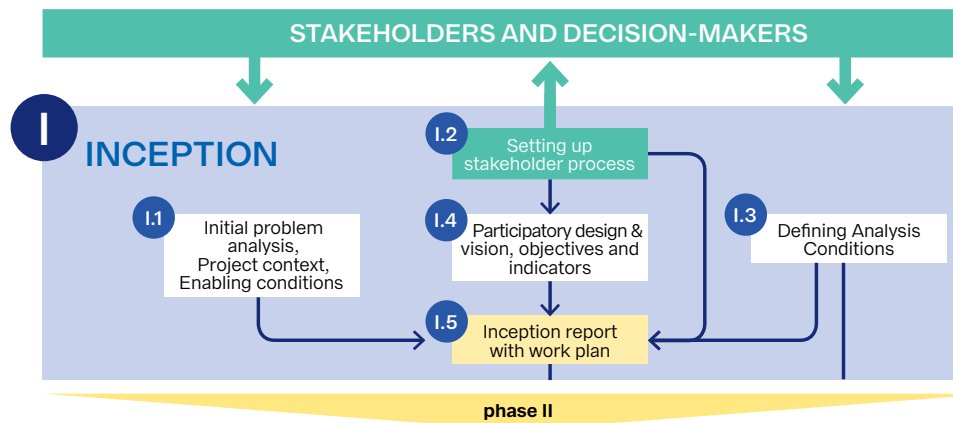 STAKEHOLDERS AND DECISION-MAKERS
I
INCEPTION
I.2
Setting up
stakeholder process
I.1
Initial problem
analysis,
Project context,
Enabling conditions
I.4
Participatory design &
vision, objectives and
indicators
I.3
Defining Analysis
Conditions
I.5
Inception report
with work plan
phase II